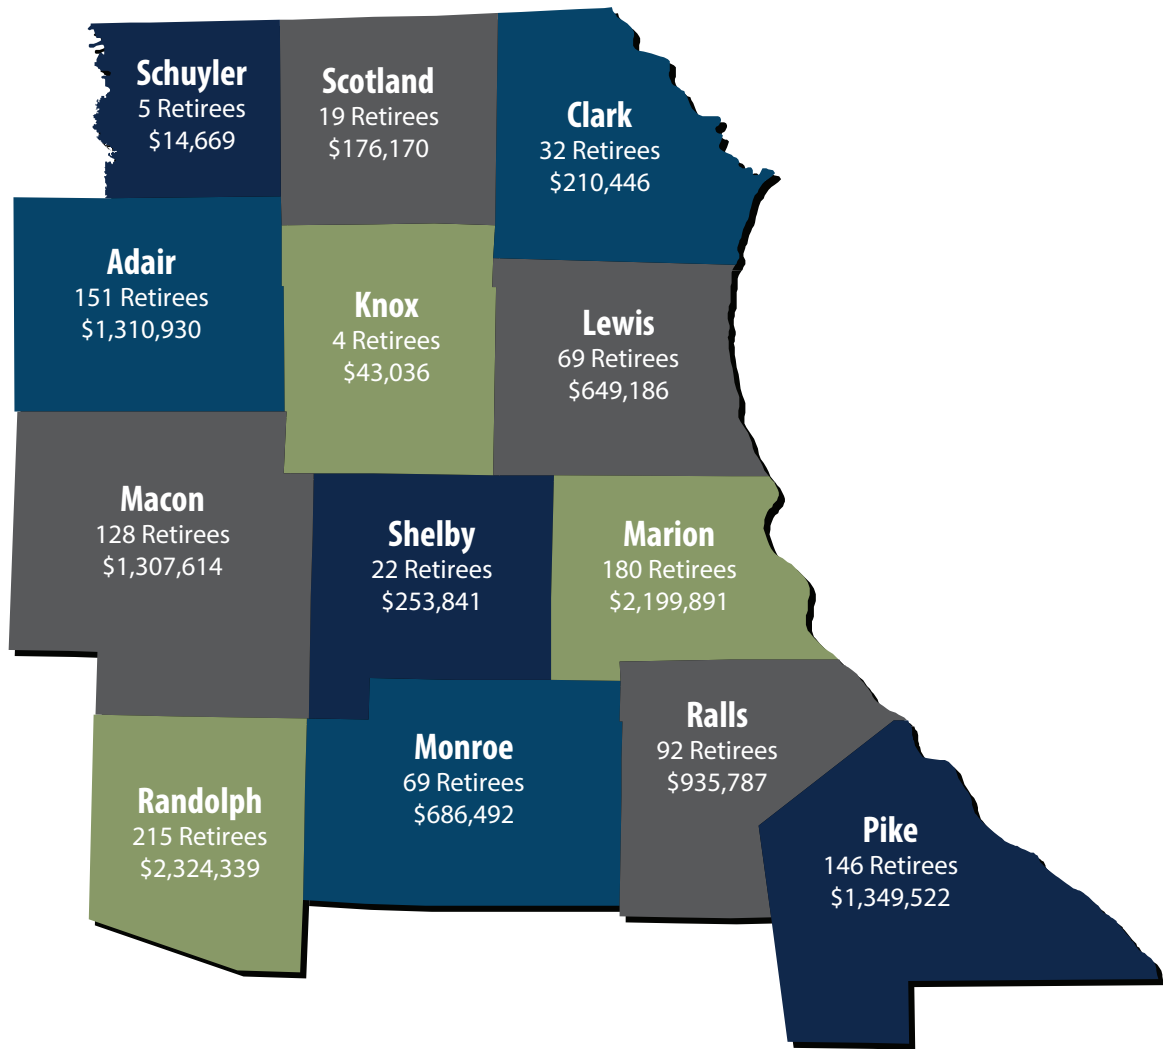 Schuyler
5 Retirees
$14,669
Scotland
19 Retirees
$176,170
Clark
32 Retirees
$210,446
Adair
151 Retirees
$1,310,930
Knox
4 Retirees
$43,036
Lewis
69 Retirees
$649,186
Macon
128 Retirees
$1,307,614
Shelby
22 Retirees
$253,841
Marion
180 Retirees
$2,199,891
Randolph
215 Retirees
$2,324,339
Monroe
69 Retirees
$686,492
Ralls
92 Retirees
$935,787
Pike
146 Retirees
$1,349,522